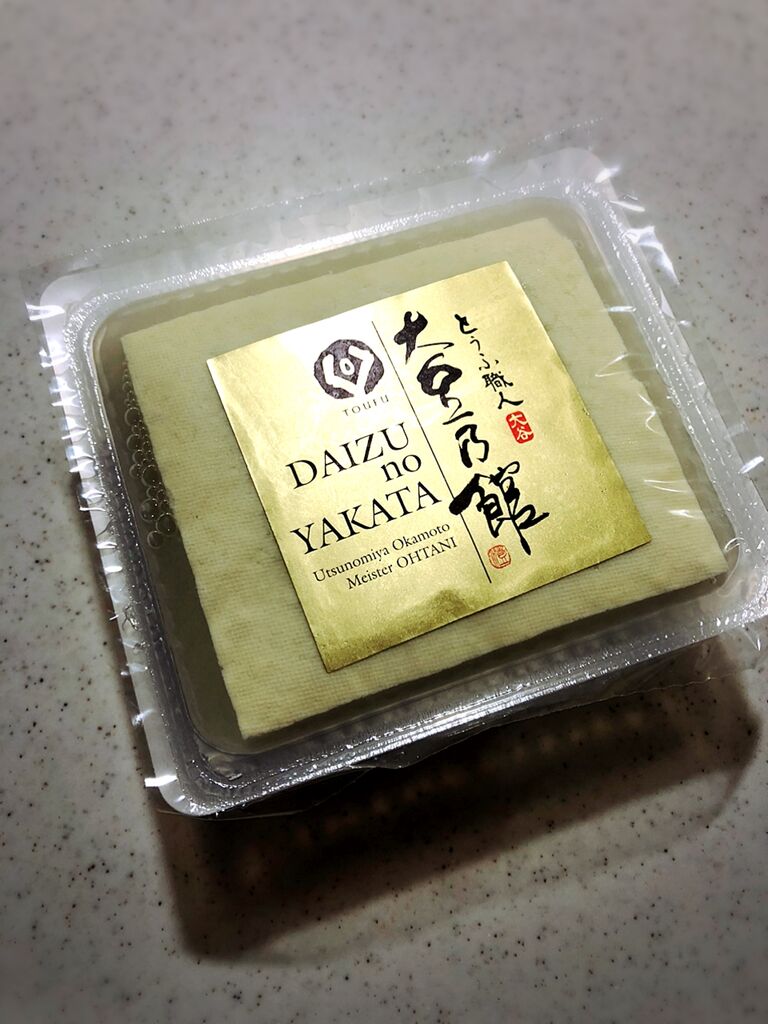 TOUFU
DAIZU
no
YAKATA
Utsunomiya Okamoto
Meister OHTANI
とうふ職人
大谷
大豆乃館